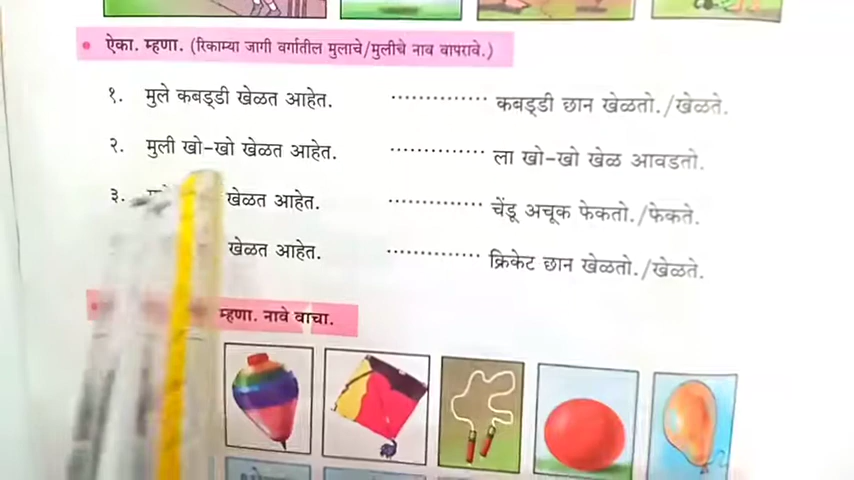 • ऐका. म्हणा. (रिकाम्या जागी वर्गातील मुलाचे/मुलीचे नाव वापरावे.)
१. मुले कबड्डी खेळत आहेत. .............. कबड्डी छान खेळतो./खेळते.
२. मुली खो-खो खेळत आहेत. .............. ला खो-खो खेळ आवडतो.
३. खेळत आहेत. .............. चेंडू अचूक फेकतो./फेकते.
खेळत आहेत. .............. क्रिकेट छान खेळतो./खेळते.
म्हणा. नावे वाचा.